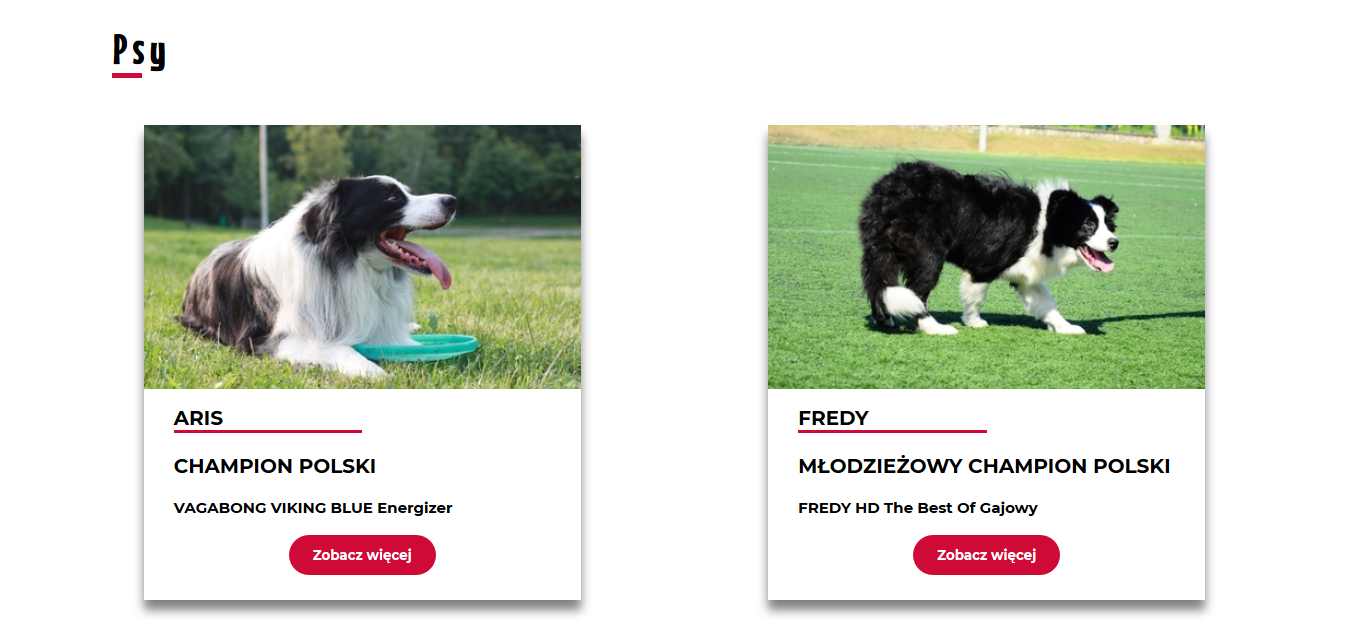 Psy
ARIS
CHAMPION POLSKI
VAGABONG VIKING BLUE Energizer
Zobacz więcej
FREDY
MŁODZIEŻOWY CHAMPION POLSKI
FREDY HD The Best Of Gajowy
Zobacz więcej